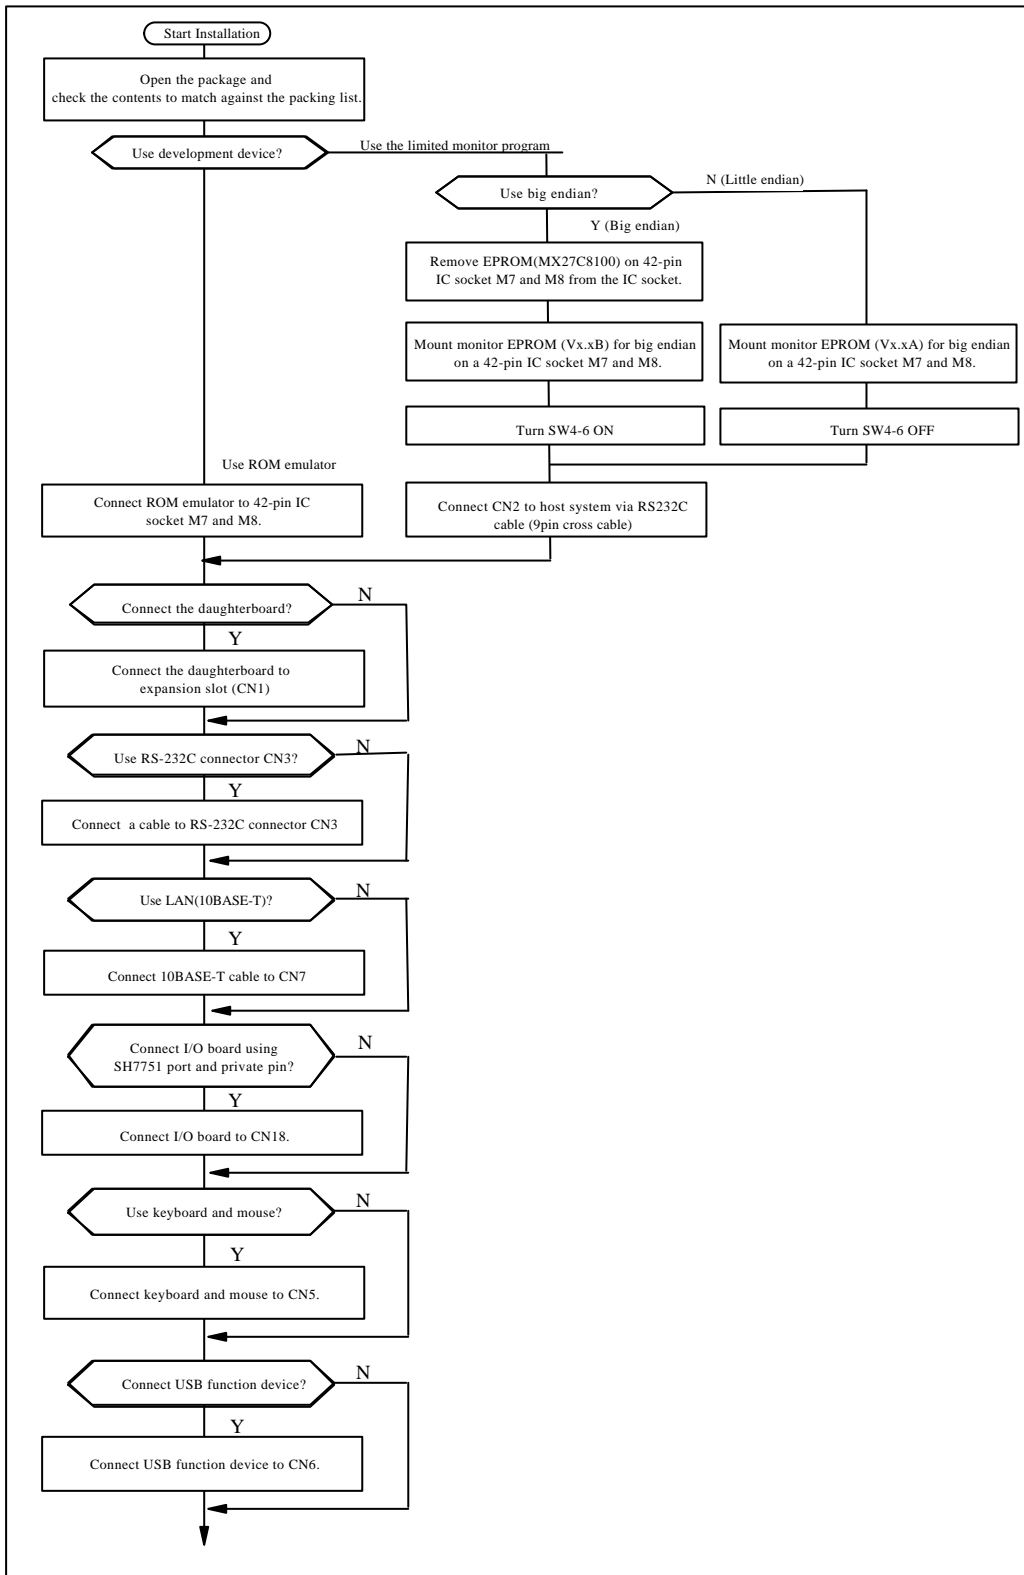 Start Installation
Open the package and
check the contents to match against the packing list.
Use development device?
Use the limited monitor program
Use big endian?
N (Little endian)
Y (Big endian)
Remove EPROM(MX27C8100) on 42-pin
IC socket M7 and M8 from the IC socket.
Mount monitor EPROM (Vx.xB) for big endian
on a 42-pin IC socket M7 and M8.
Mount monitor EPROM (Vx.xA) for big endian
on a 42-pin IC socket M7 and M8.
Turn SW4-6 ON
Turn SW4-6 OFF
Use ROM emulator
Connect ROM emulator to 42-pin IC
socket M7 and M8.
Connect CN2 to host system via RS232C
cable (9pin cross cable)
Connect the daughterboard?
N
Y
Connect the daughterboard to
expansion slot (CN1)
Use RS-232C connector CN3?
N
Y
Connect a cable to RS-232C connector CN3
Use LAN(10BASE-T)?
N
Y
Connect 10BASE-T cable to CN7
Connect I/O board using
SH7751 port and private pin?
N
Y
Connect I/O board to CN18.
Use keyboard and mouse?
N
Y
Connect keyboard and mouse to CN5.
Connect USB function device?
N
Y
Connect USB function device to CN6.